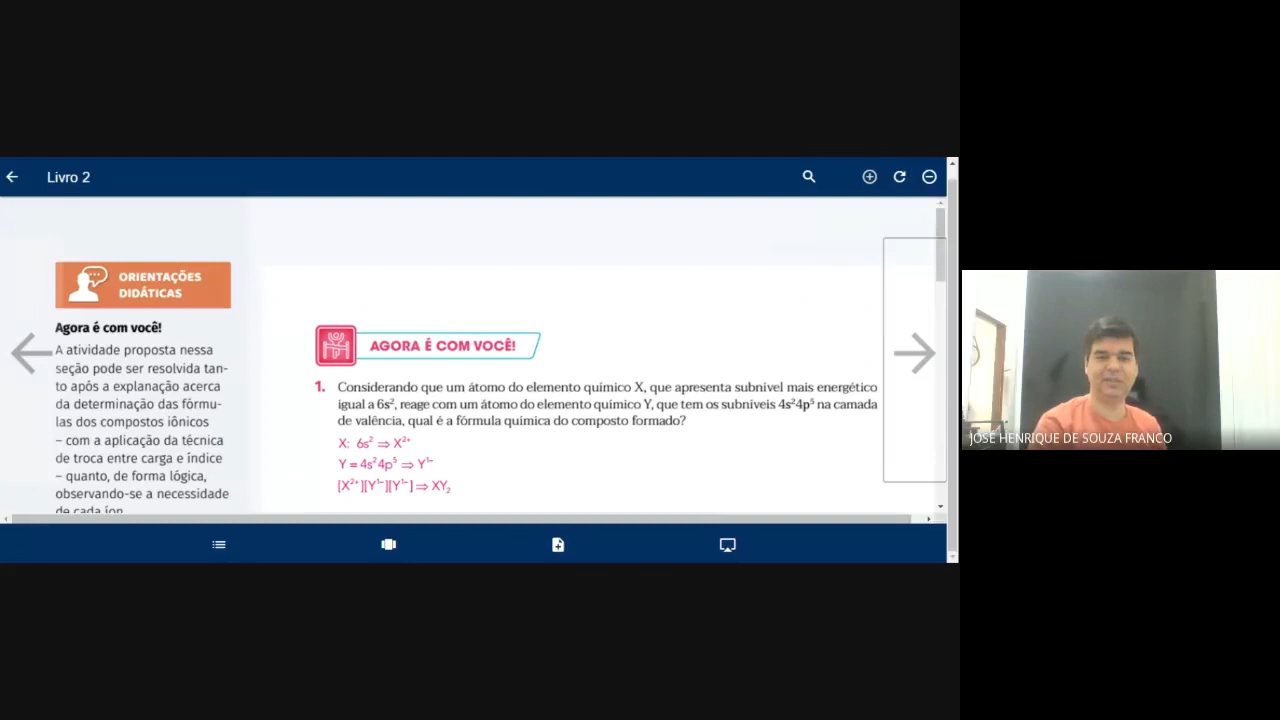 Livro 2
ORIENTAÇÕES
DIDÁTICAS
Agora é com você!
A atividade proposta nessa
seção pode ser resolvida tan-
to após a explanação acerca
da determinação das fórmu-
las dos compostos iônicos
– com a aplicação da técnica
de troca entre carga e índice
– quanto, de forma lógica,
observando-se a necessidade
de cada íon
AGORA É COM VOCÊ!
1. Considerando que um átomo do elemento químico X, que apresenta subnível mais energético
igual a 6s², reage com um átomo do elemento químico Y, que tem os subníveis 4s²4p⁵ na camada
de valência, qual é a fórmula química do composto formado?
X: 6s² ⇒ X²⁺
Y = 4s²4p⁵ ⇒ Y¹⁻
[X²⁺][Y¹⁻][Y¹⁻] ⇒ XY₂
JOSÉ HENRIQUE DE SOUZA FRANCO